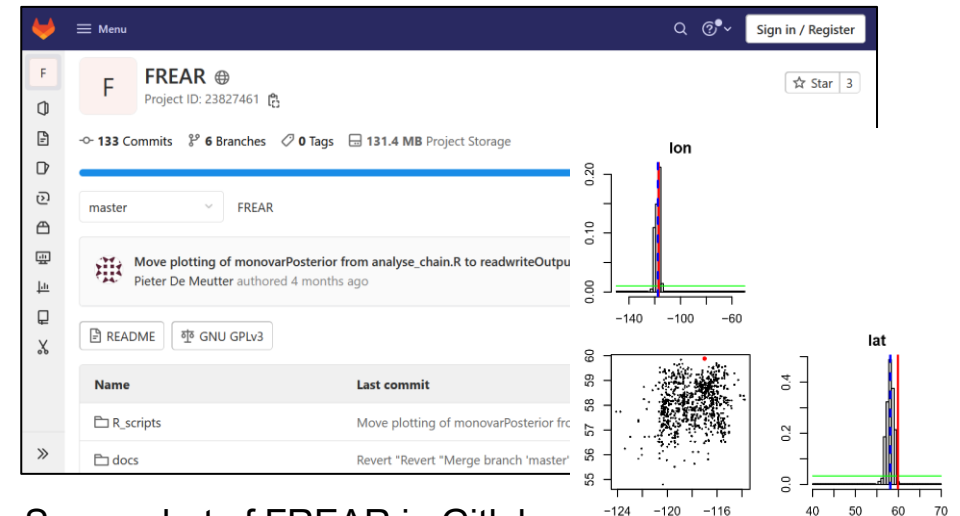 Menu
Sign in / Register
F
F
FREAR
Project ID: 23827461
Star 3
133 Commits 6 Branches 0 Tags 131.4 MB Project Storage
master
FREAR
Move plotting of monovarPosterior from analyse_chain.R to readwriteOutpu
Pieter De Meutter authored 4 months ago
README
GNU GPLv3
Name Last commit
R_scripts Move plotting of monovarPosterior fro
docs Revert "Revert "Merge branch 'master'
lon
0.20
0.10
0.00
-140 -100 -60
60
59
58
57
56
55
-124 -120 -116
lat
0.4
0.2
0.0
40 50 60 70